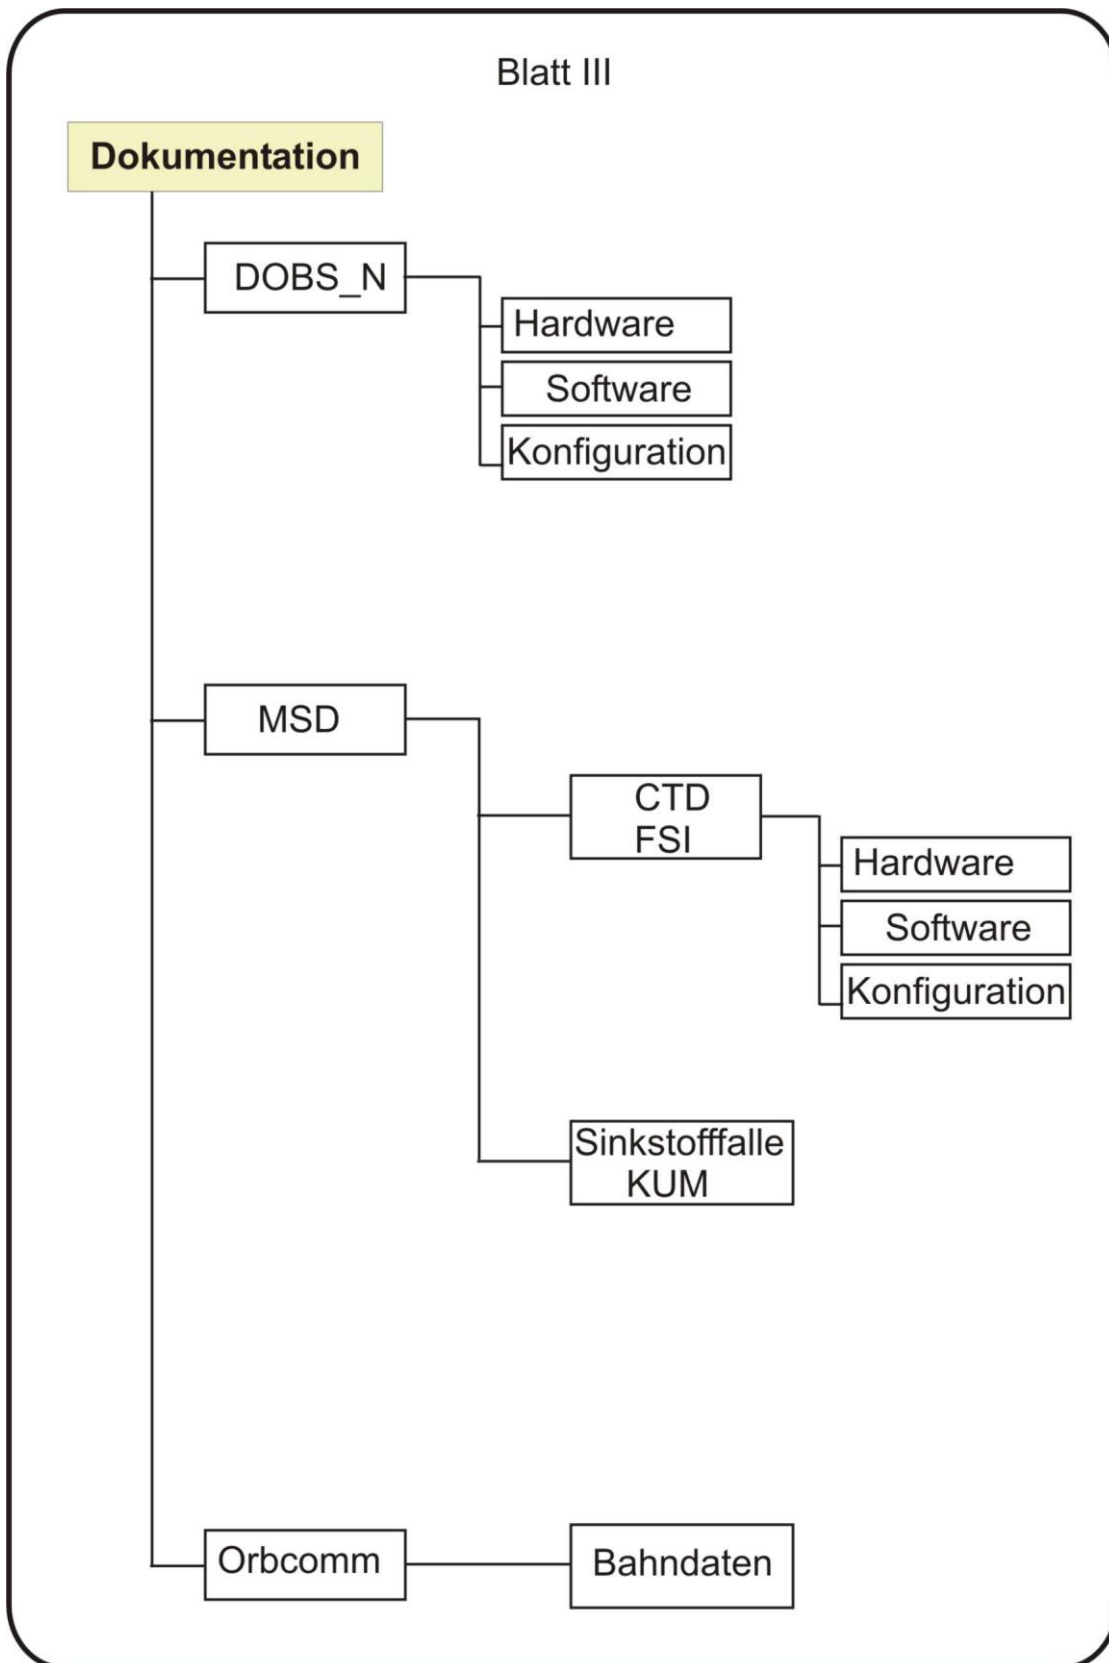 Blatt III
Dokumentation
DOBS_N
Hardware
Software
Konfiguration
MSD
CTD
FSI
Hardware
Software
Konfiguration
Sinkstofffalle
KUM
Orbcomm
Bahndaten